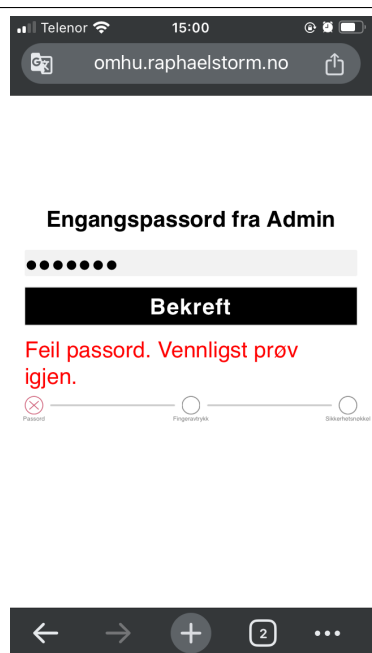 Telenor 15:00
omhu.raphaelstorm.no
Engangspassord fra Admin
Bekreft
Feil passord. Vennligst prøv
igjen.
Passord Fingeravtrykk Sikkerhetsnøkkel
2